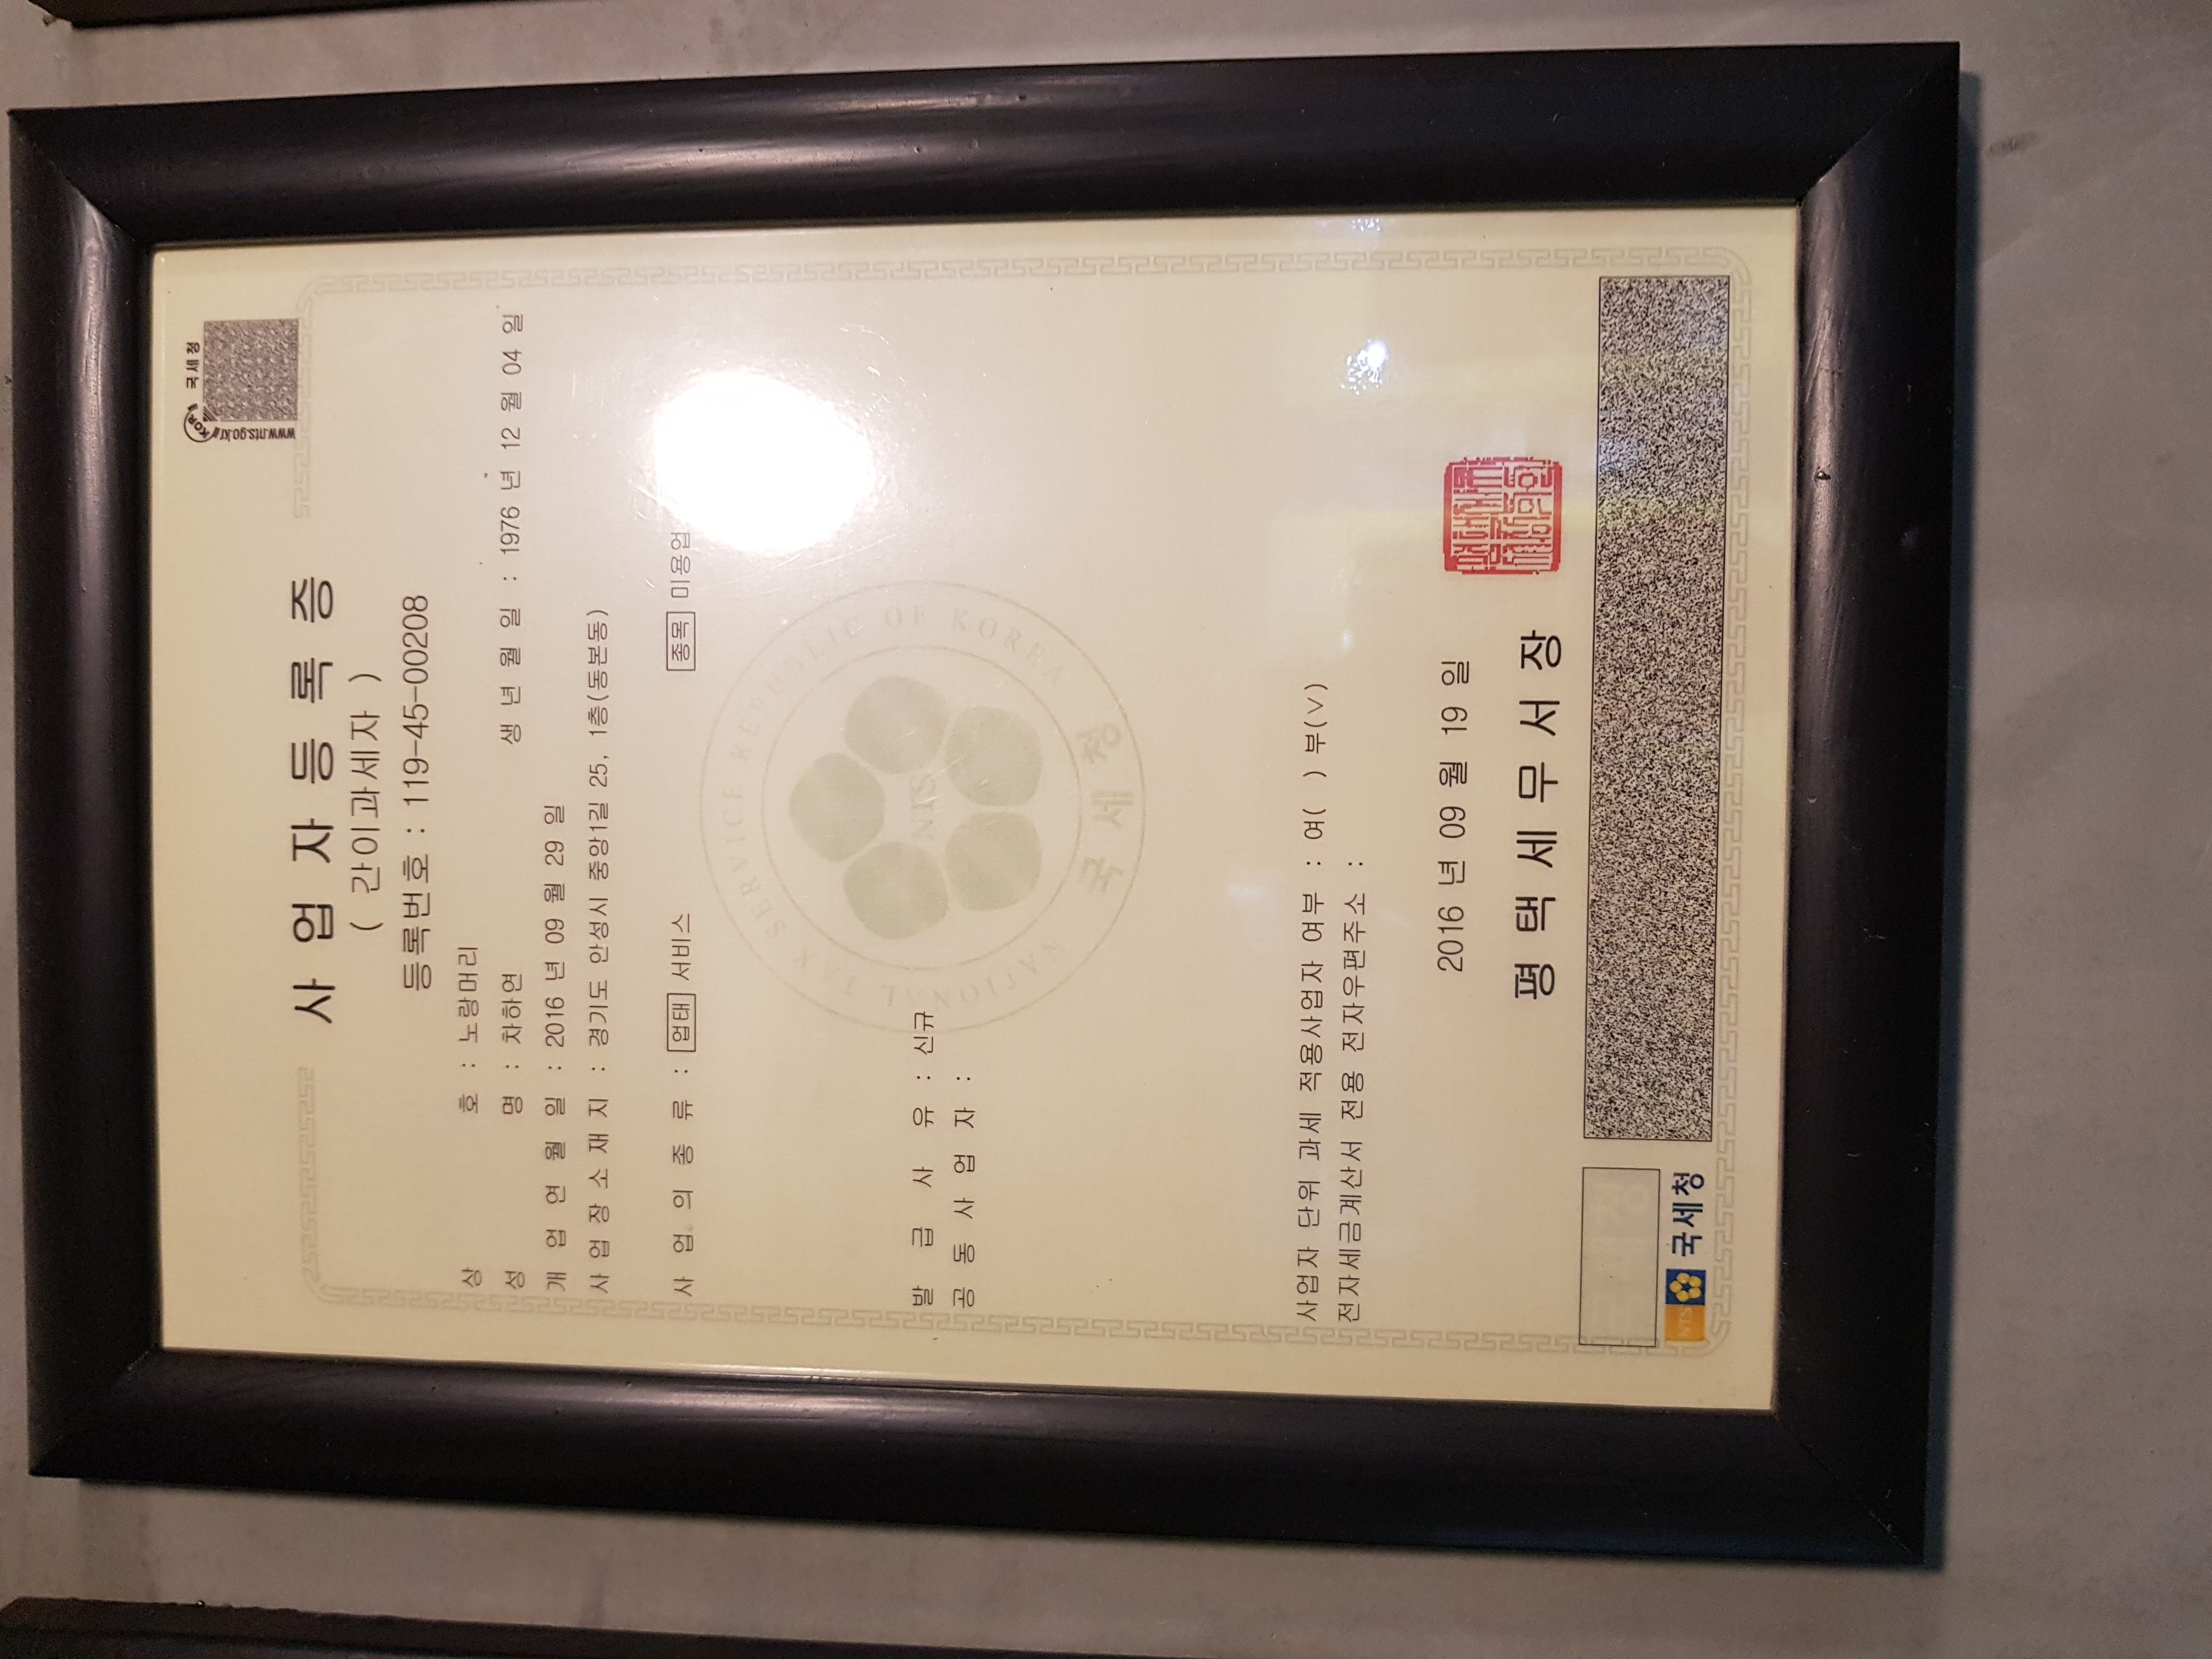 국세청
KOR
www.nts.go.kr
사 업 자 등 록 증
( 간이과세자 )
등록번호 : 119-45-00208
상 호 : 노랑머리
성 명 : 차하연 생 년 월 일 : 1976 년 12 월 04 일
개 업 연 월 일 : 2016 년 09 월 29 일
사 업 장 소 재 지 : 경기도 안성시 중앙1길 25, 1층(동본동)
사 업 의 종 류 : 업태 서비스 종목 미용업
NATIONAL TAX SERVICE REPUBLIC OF KOREA
NTS
국세청
발 급 사 유 : 신규
공 동 사 업 자 :
사업자 단위 과세 적용사업자 여부 : 여( ) 부(∨)
전자세금계산서 전용 전자우편주소 :
2016 년 09 월 19 일
평 택 세 무 서 장
NTS 국세청